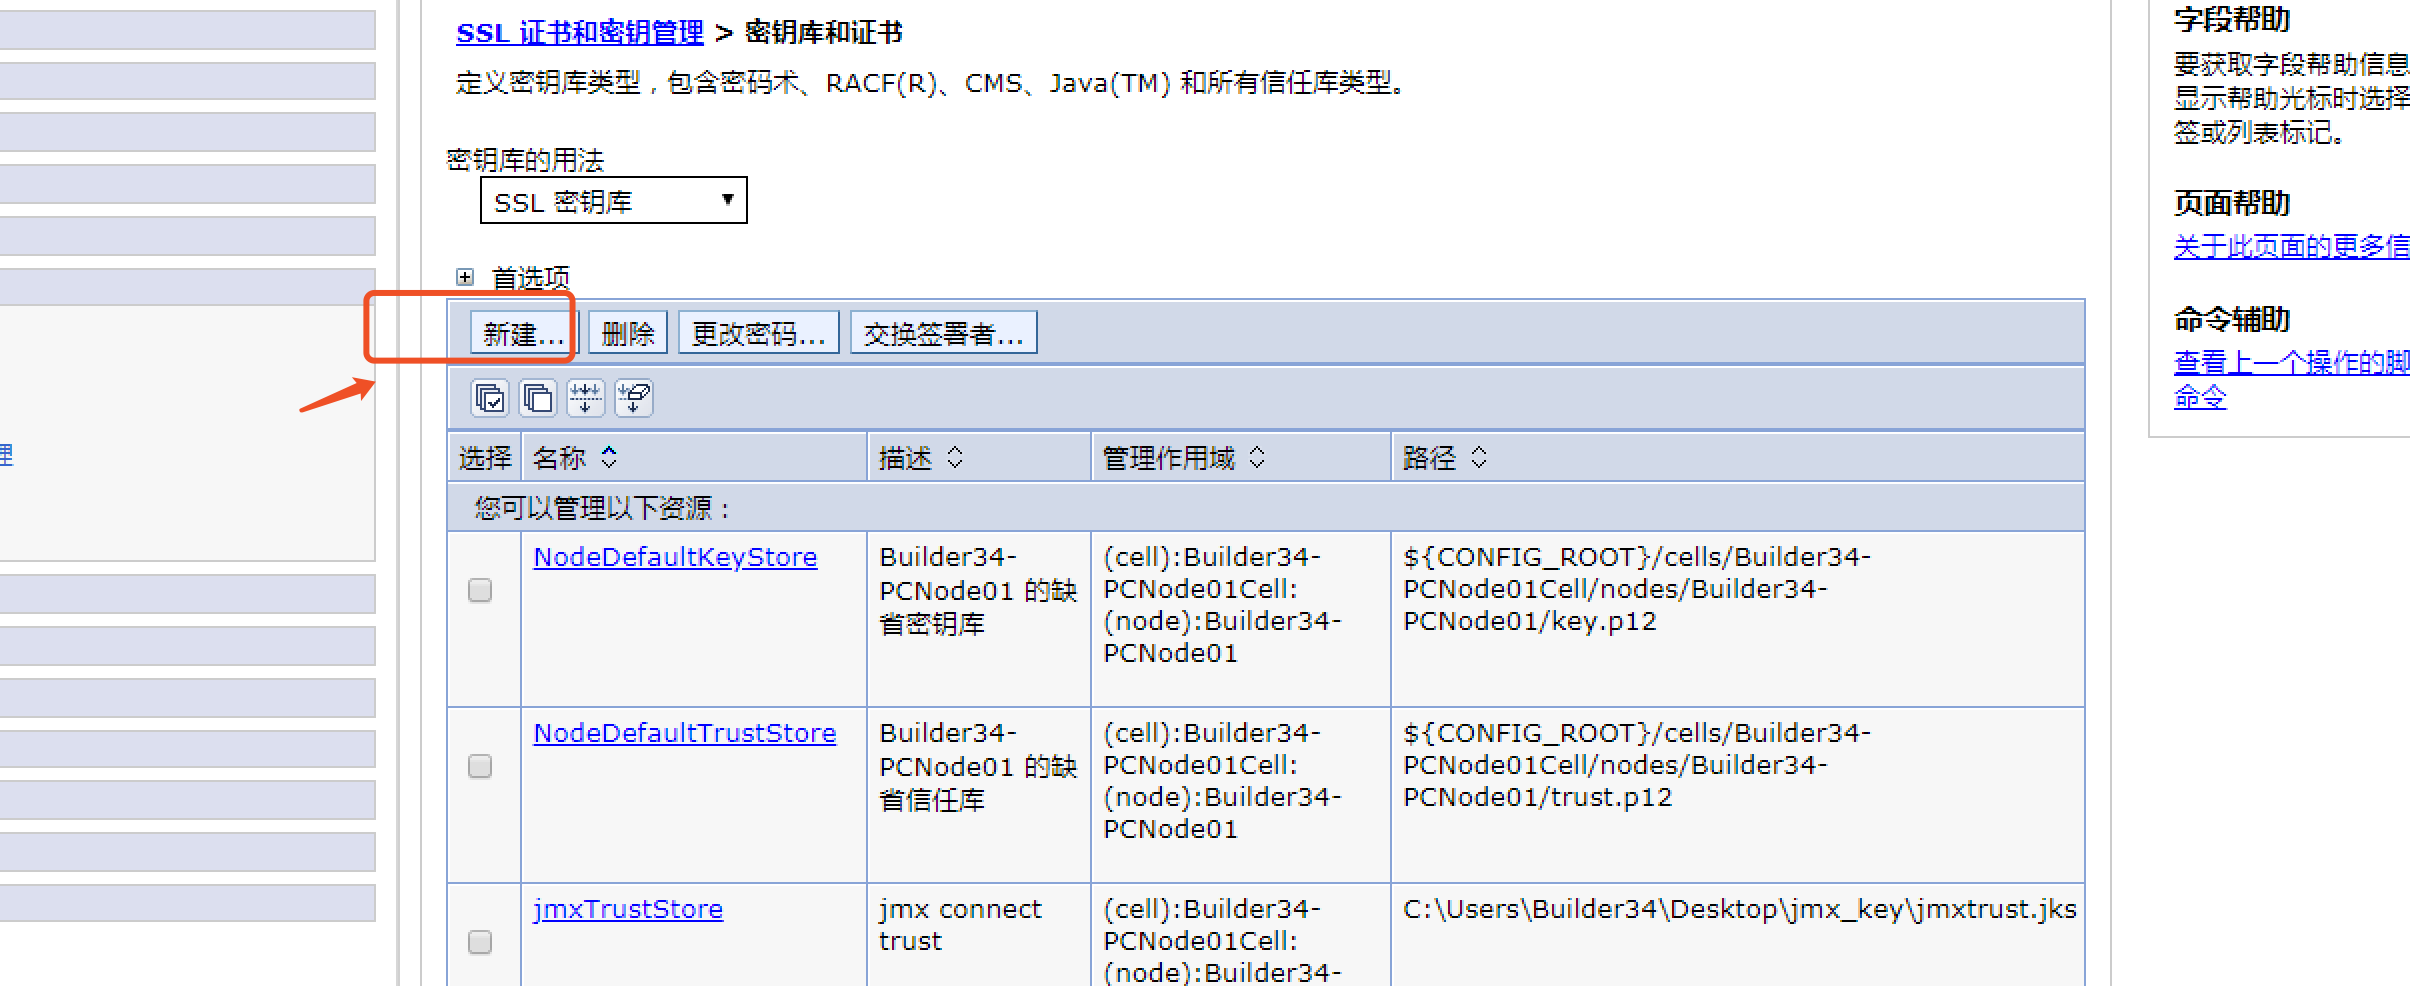 SSL 证书和密钥管理 > 密钥库和证书
定义密钥库类型，包含密码术、RACF(R)、CMS、Java(TM) 和所有信任库类型。
密钥库的用法
SSL 密钥库
首选项
新建... 删除 更改密码... 交换签署者...
选择 名称 描述 管理作用域 路径
您可以管理以下资源：
NodeDefaultKeyStore
Builder34-
PCNode01 的缺
省密钥库
(cell):Builder34-
PCNode01Cell:
(node):Builder34-
PCNode01
${CONFIG_ROOT}/cells/Builder34-
PCNode01Cell/nodes/Builder34-
PCNode01/key.p12
NodeDefaultTrustStore
Builder34-
PCNode01 的缺
省信任库
(cell):Builder34-
PCNode01Cell:
(node):Builder34-
PCNode01
${CONFIG_ROOT}/cells/Builder34-
PCNode01Cell/nodes/Builder34-
PCNode01/trust.p12
jmxTrustStore
jmx connect
trust
(cell):Builder34-
PCNode01Cell:
(node):Builder34-
C:\Users\Builder34\Desktop\jmx_key\jmxtrust.jks
理
字段帮助
要获取字段帮助信息
显示帮助光标时选择
签或列表标记。
页面帮助
关于此页面的更多信
命令辅助
查看上一个操作的脚
命令